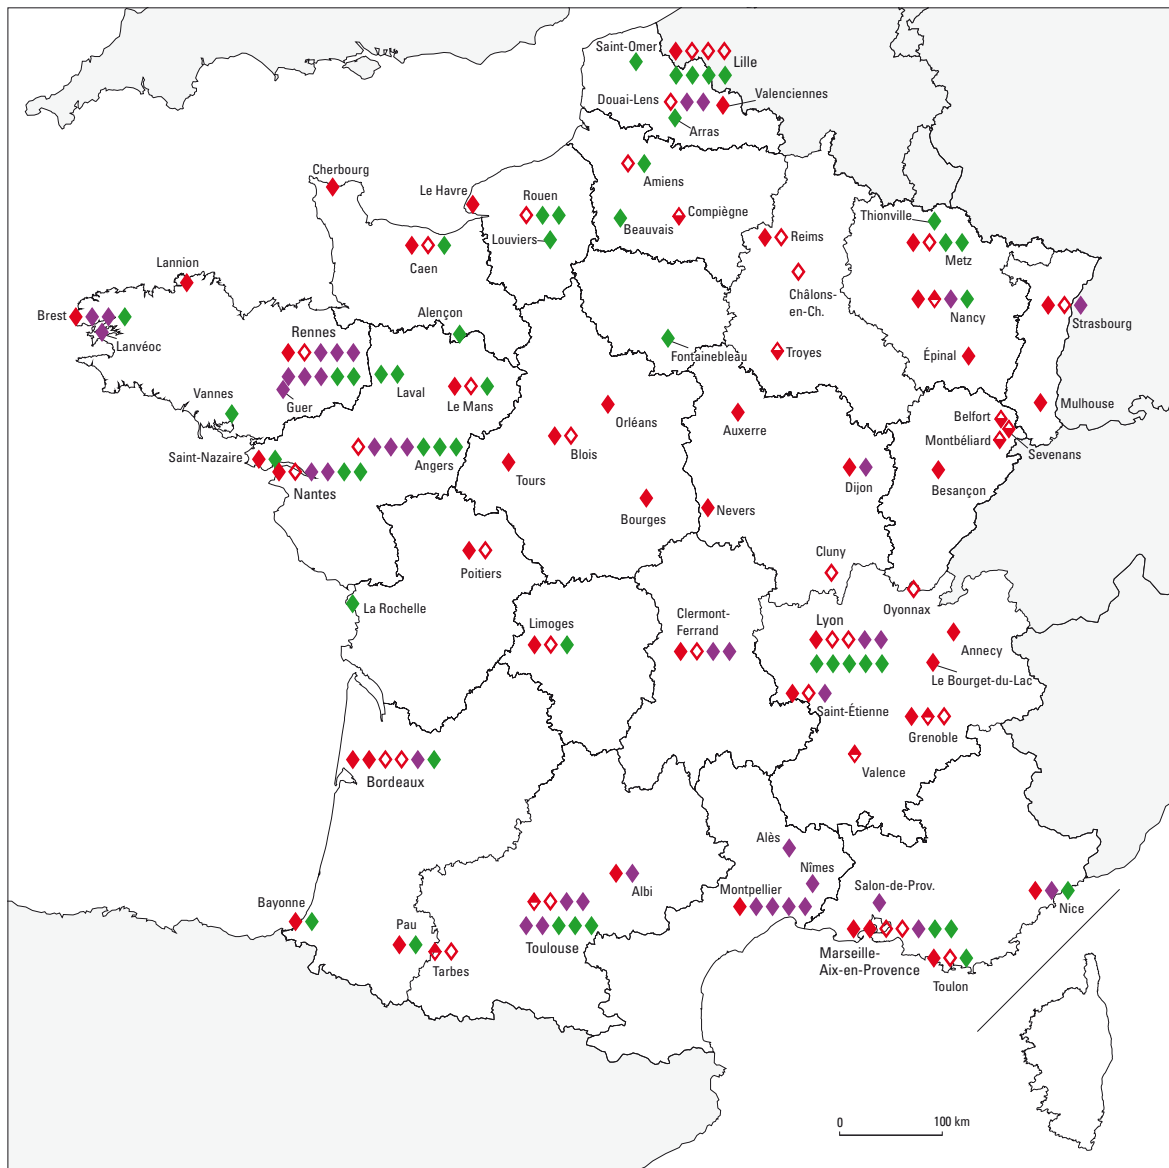 Saint-Omer
Lille
Douai-Lens
Valenciennes
Arras
Cherbourg
Le Havre
Rouen
Amiens
Compiègne
Beauvais
Louviers
Caen
Thionville
Reims
Metz
Châlons-
en-Ch.
Lannion
Brest
Lanvéoc
Rennes
Alençon
Fontainebleau
Troyes
Nancy
Strasbourg
Épinal
Guer
Laval
Le Mans
Vannes
Orléans
Auxerre
Mulhouse
Belfort
Montbéliard
Sevenans
Saint-Nazaire
Angers
Blois
Nantes
Tours
Bourges
Nevers
Dijon
Besançon
Poitiers
Cluny
Oyonnax
La Rochelle
Limoges
Clermont-
Ferrand
Lyon
Annecy
Le Bourget-du-Lac
Saint-Étienne
Grenoble
Valence
Bordeaux
Alès
Nîmes
Albi
Montpellier
Salon-de-Prov.
Nice
Bayonne
Pau
Tarbes
Toulouse
Marseille-
Aix-en-Provence
Toulon
0
100 km